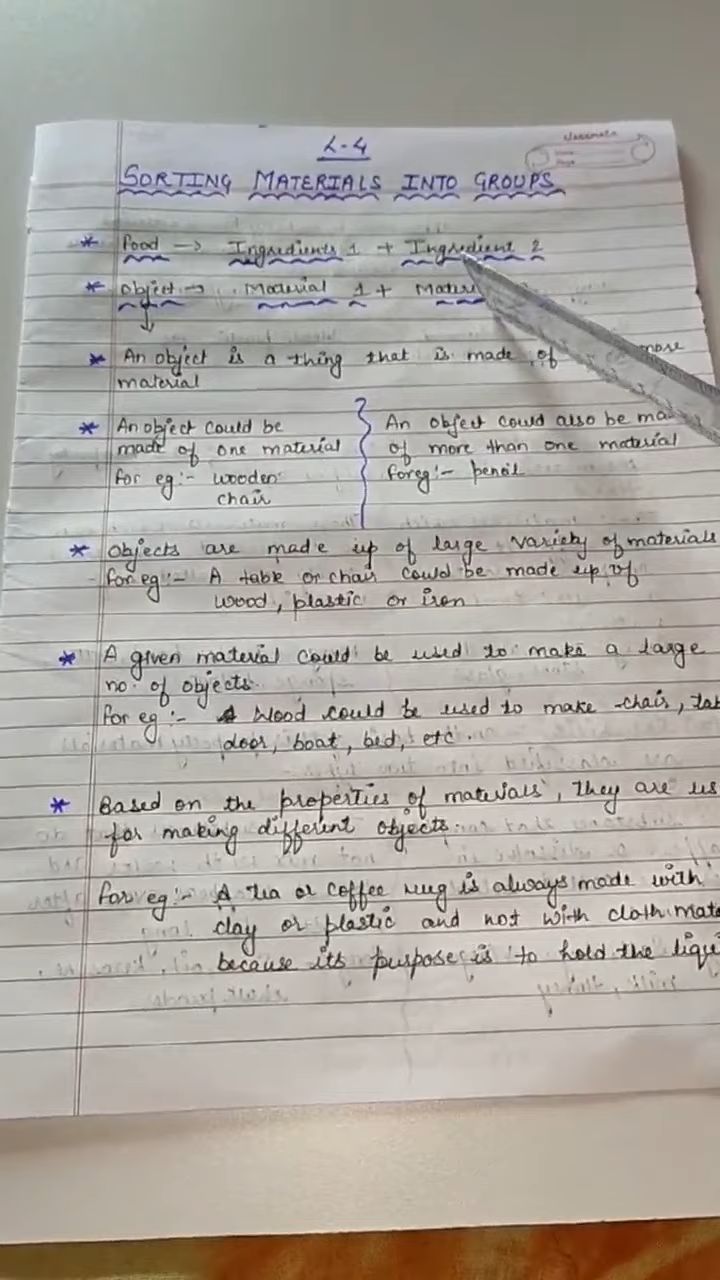 L-4
classmate
SORTING MATERIALS INTO GROUPS
* Food → Ingredients 1 + Ingredient 2
* Object → Material 1 +
* An object is a thing that is made of more
material
* An object could be
made of one material
for eg:- wooden
chair
An object could also be
of more than one material
for eg:- pencil
* Objects are made up of large variety of materials
for eg:- A table or chair could be made up of
wood, plastic or iron
* A given material could be used to make a large
no. of objects.
for eg:- Wood could be used to make chair,
door, boat, bed, etc.
* Based on the properties of materials, they are
for making different objects.
for eg:- A tea or coffee mug is always made with
clay or plastic and not with cloth
because its purpose is to hold the